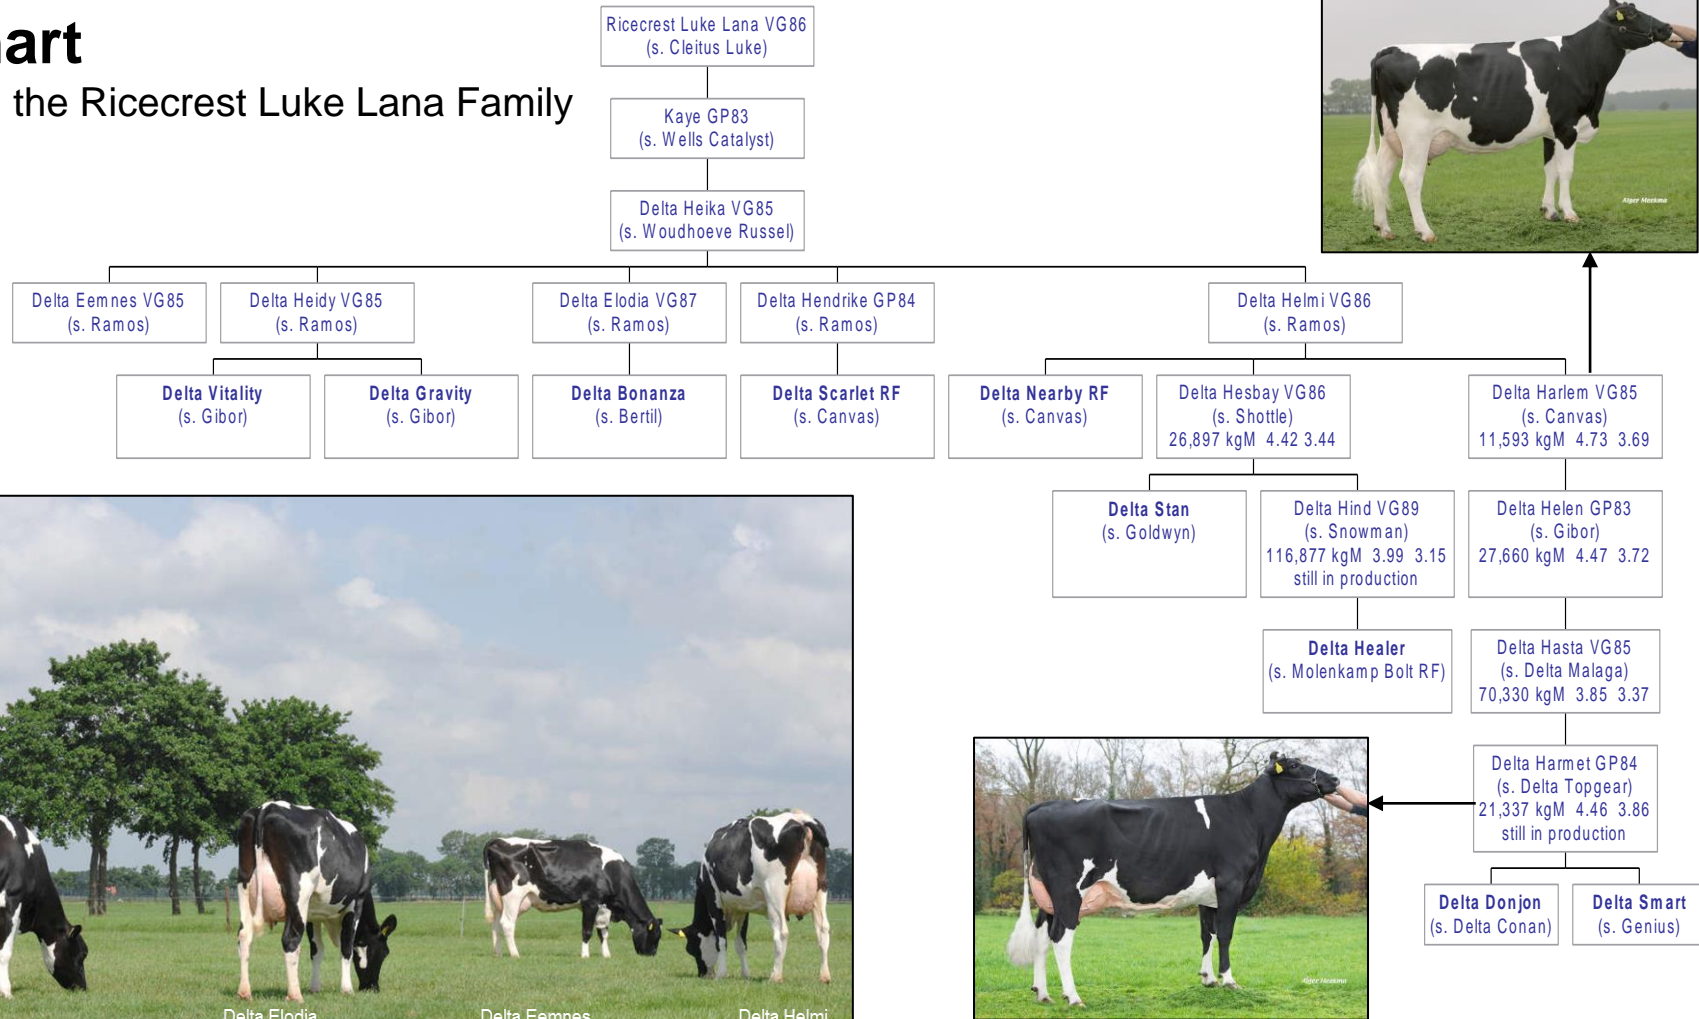 art
the Ricecrest Luke Lana Family
Ricecrest Luke Lana VG86
(s. Cleitus Luke)
Kaye GP83
(s. Wells Catalyst)
Delta Heika VG85
(s. Woudhoeve Russel)
Delta Eemnes VG85
(s. Ramos)
Delta Heidy VG85
(s. Ramos)
Delta Elodia VG87
(s. Ramos)
Delta Hendrike GP84
(s. Ramos)
Delta Helmi VG86
(s. Ramos)
Delta Vitality
(s. Gibor)
Delta Gravity
(s. Gibor)
Delta Bonanza
(s. Bertil)
Delta Scarlet RF
(s. Canvas)
Delta Nearby RF
(s. Canvas)
Delta Hesbay VG86
(s. Shottle)
26,897 kgM 4.42 3.44
Delta Harlem VG85
(s. Canvas)
11,593 kgM 4.73 3.69
Delta Stan
(s. Goldwyn)
Delta Hind VG89
(s. Snowman)
116,877 kgM 3.99 3.15
still in production
Delta Helen GP83
(s. Gibor)
27,660 kgM 4.47 3.72
Delta Healer
(s. Molenkamp Bolt RF)
Delta Hasta VG85
(s. Delta Malaga)
70,330 kgM 3.85 3.37
Delta Harmet GP84
(s. Delta Topgear)
21,337 kgM 4.46 3.86
still in production
Delta Donjon
(s. Delta Conan)
Delta Smart
(s. Genius)
Alger Meekma
Alger Meekma
Delta Elodia
Delta Eemnes
Delta Helmi